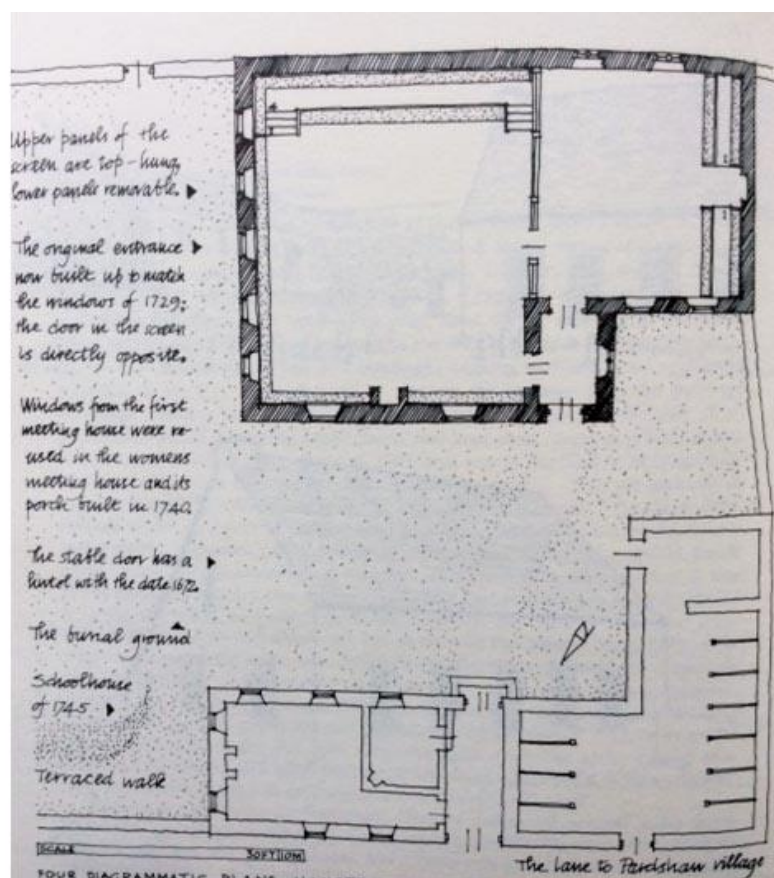 Upper panels of the
screen are top-hung,
lower panels removable.
The original entrance
now built up to match
the windows of 1729;
the door in the screen
is directly opposite.
Windows from the first
meeting house were re-
used in the womens
meeting house and its
porch built in 1740.
The stable door has a
lintol with the date 1672.
The burial ground
Schoolhouse
of 1745
Terraced walk
SCALE
30FT 10M
The lane to Pardshaw village
FOUR DIAGRAMMATIC PLANS